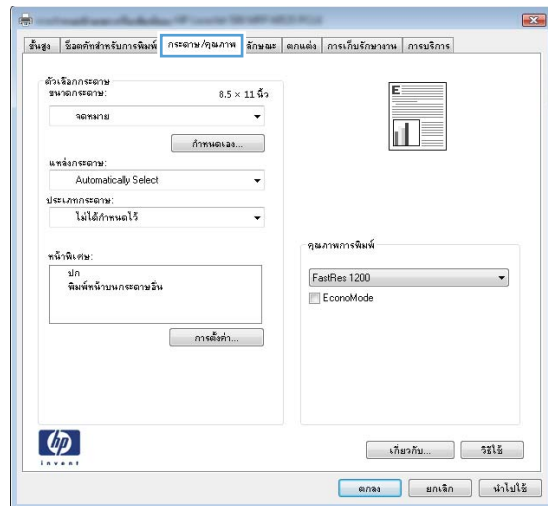 ขั้นสูง
ช็อตคัทสำหรับการพิมพ์
กระดาษ/คุณภาพ
ลักษณะ
ตกแต่ง
การเก็บรักษางาน
การบริการ
ตัวเลือกกระดาษ
ขนาดกระดาษ: 8.5 × 11 นิ้ว
จดหมาย
กำหนดเอง...
แหล่งกระดาษ:
Automatically Select
ประเภทกระดาษ:
ไม่ได้กำหนดไว้
หน้าพิเศษ:
ปก
พิมพ์หน้าบนกระดาษอื่น
การตั้งค่า...
E
คุณภาพการพิมพ์
FastRes 1200
EconoMode
hp
invent
เกี่ยวกับ...
วิธีใช้
ตกลง
ยกเลิก
นำไปใช้